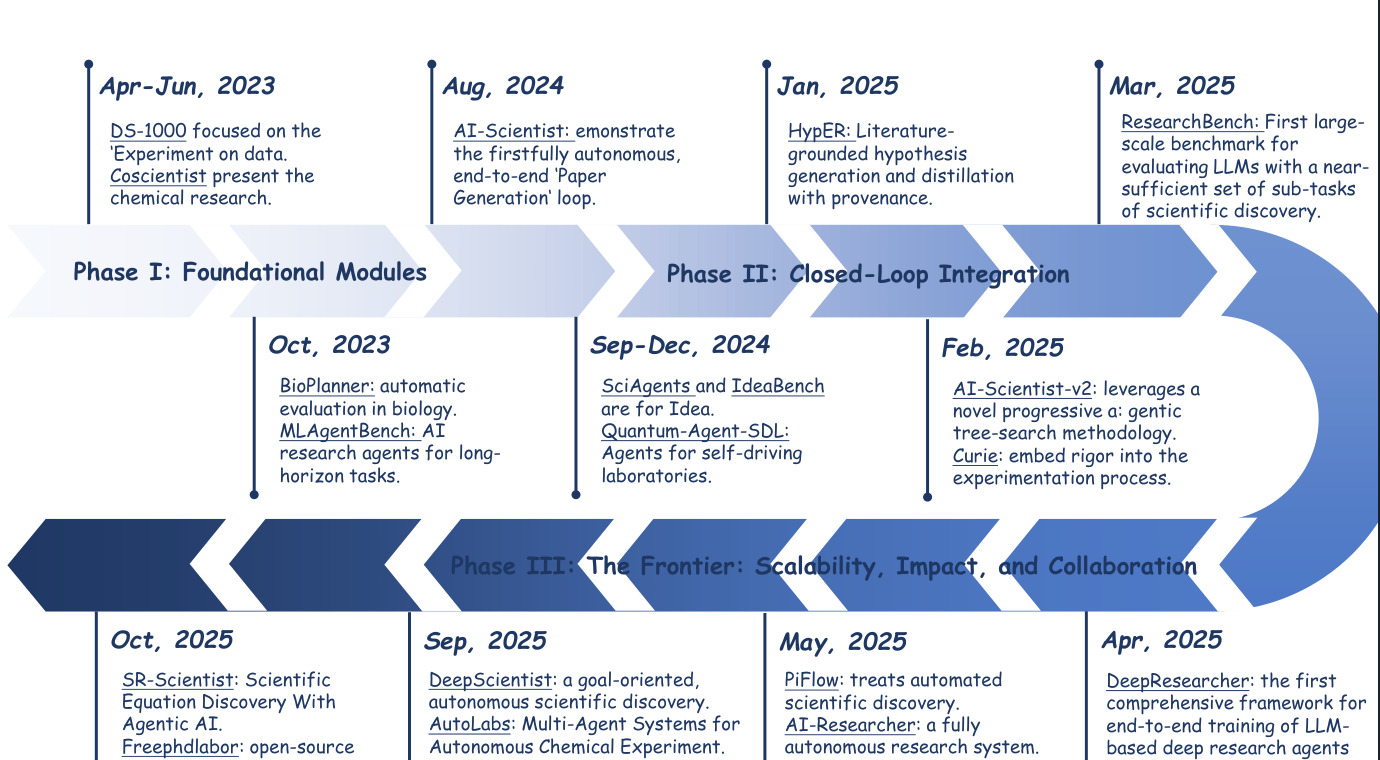 Apr-Jun, 2023
DS-1000 focused on the
'Experiment on data.
Coscientist present the
chemical research.
Aug, 2024
AI-Scientist: emonstrate
the firstfully autonomous,
end-to-end 'Paper
Generation' loop.
Jan, 2025
HypER: Literature-
grounded hypothesis
generation and distillation
with provenance.
Mar, 2025
ResearchBench: First large-
scale benchmark for
evaluating LLMs with a near-
sufficient set of sub-tasks
of scientific discovery.
Phase I: Foundational Modules
Phase II: Closed-Loop Integration
Oct, 2023
BioPlanner: automatic
evaluation in biology.
MLAgentBench: AI
research agents for long-
horizon tasks.
Sep-Dec, 2024
SciAgents and IdeaBench
are for Idea.
Quantum-Agent-SDL:
Agents for self-driving
laboratories.
Feb, 2025
AI-Scientist-v2: leverages a
novel progressive a: gentic
tree-search methodology.
Curie: embed rigor into the
experimentation process.
Phase III: The Frontier: Scalability, Impact, and Collaboration
Oct, 2025
SR-Scientist: Scientific
Equation Discovery With
Agentic AI.
Freephdlabor: open-source
Sep, 2025
DeepScientist: a goal-oriented,
autonomous scientific discovery.
AutoLabs: Multi-Agent Systems for
Autonomous Chemical Experiment.
May, 2025
PiFlow: treats automated
scientific discovery.
AI-Researcher: a fully
autonomous research system.
Apr, 2025
DeepResearcher: the first
comprehensive framework for
end-to-end training of LLM-
based deep research agents